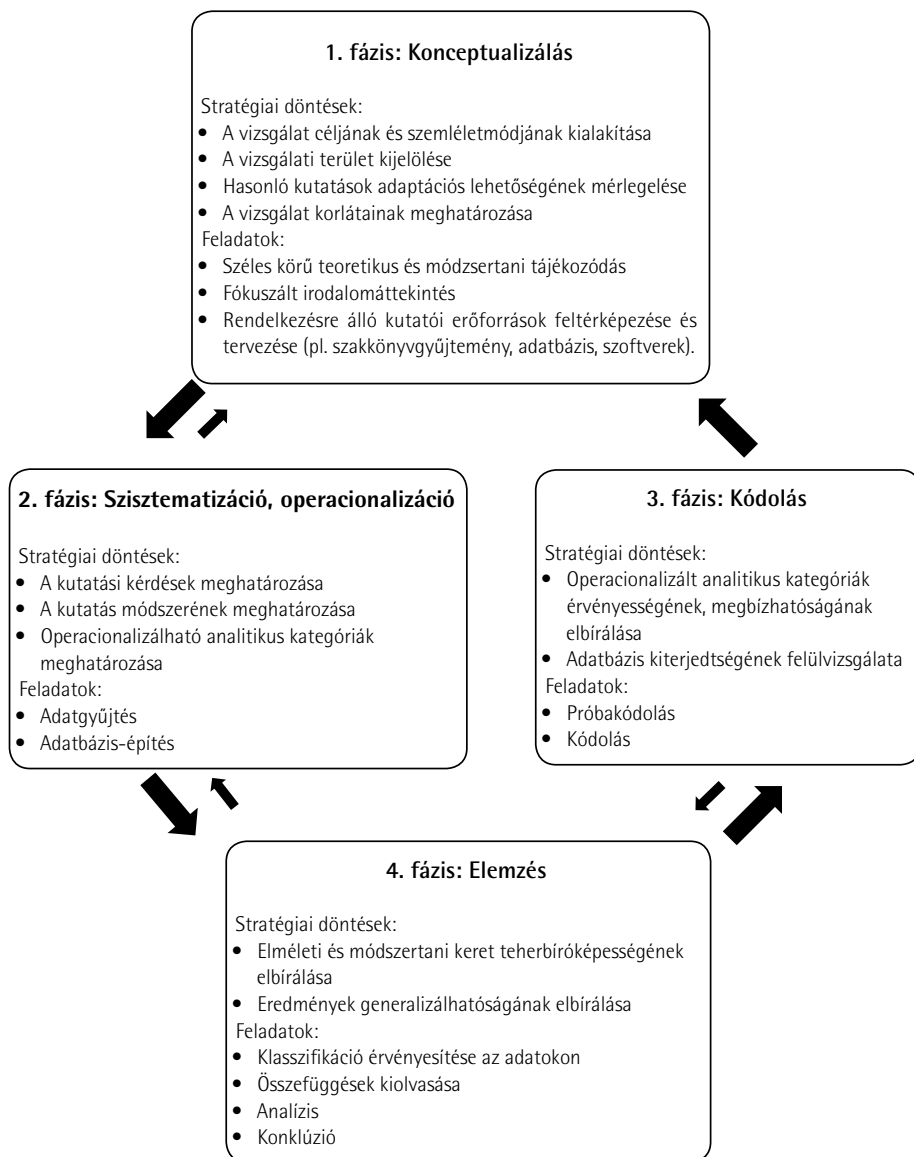 1. fázis: Konceptualizálás
Stratégiai döntések:
• A vizsgálat céljának és szemléletmódjának kialakítása
• A vizsgálati terület kijelölése
• Hasonló kutatások adaptációs lehetőségének mérlegelése
• A vizsgálat korlátainak meghatározása
Feladatok:
• Széles körű teoretikus és módzsertani tájékozódás
• Fókuszált irodalomáttekintés
• Rendelkezésre álló kutatói erőforrások feltérképezése és
tervezése (pl. szakkönyvgyűjtemény, adatbázis, szoftverek).
2. fázis: Szisztematizáció, operacionalizáció
Stratégiai döntések:
• A kutatási kérdések meghatározása
• A kutatás módszerének meghatározása
• Operacionalizálható analitikus kategóriák
meghatározása
Feladatok:
• Adatgyűjtés
• Adatbázis-építés
3. fázis: Kódolás
Stratégiai döntések:
• Operacionalizált analitikus kategóriák
érvényességének, megbízhatóságának
elbírálása
• Adatbázis kiterjedtségének felülvizsgálata
Feladatok:
• Próbakódolás
• Kódolás
4. fázis: Elemzés
Stratégiai döntések:
• Elméleti és módszertani keret teherbíróképességének
elbírálása
• Eredmények generalizálhatóságának elbírálása
Feladatok:
• Klasszifikáció érvényesítése az adatokon
• Összefüggések kiolvasása
• Analízis
• Konklúzió